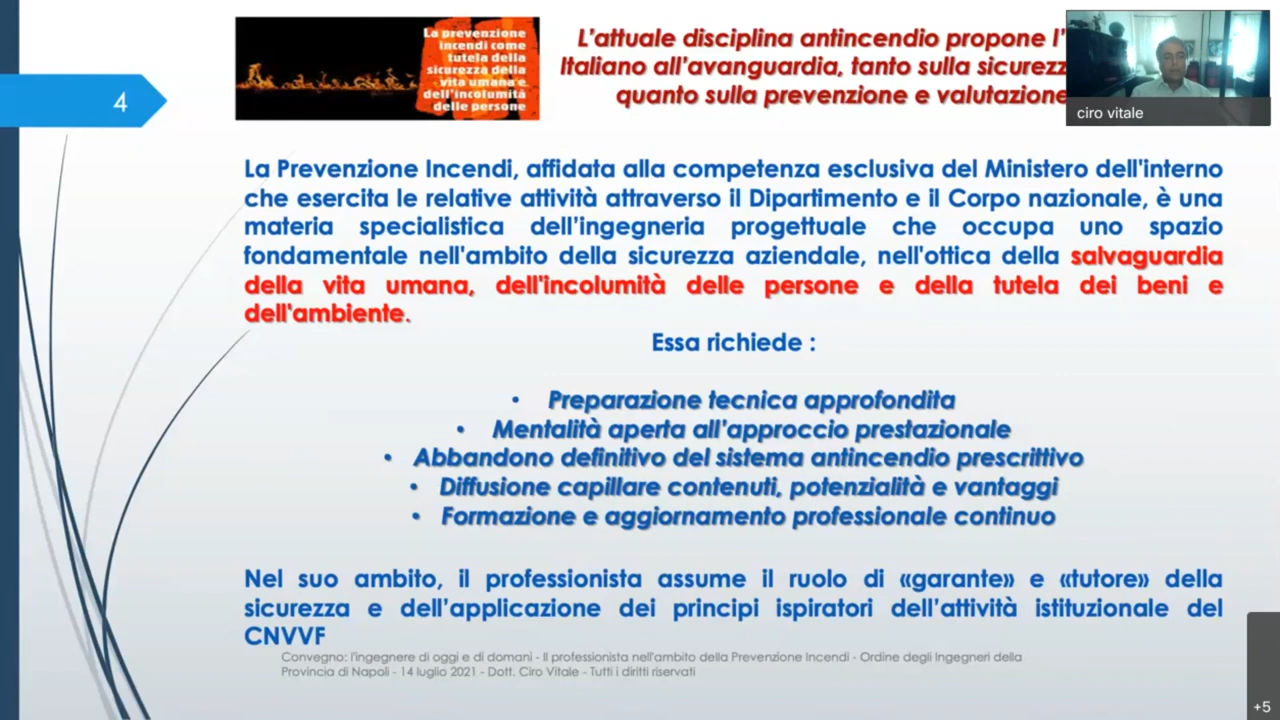 4
La prevenzione
incendi come
tutela della
sicurezza della
vita umana e
dell'incolumità
delle persone
L'attuale disciplina antincendio propone l'
Italiano all'avanguardia, tanto sulla sicurezz
quanto sulla prevenzione e valutazione
ciro vitale
La Prevenzione Incendi, affidata alla competenza esclusiva del Ministero dell'interno
che esercita le relative attività attraverso il Dipartimento e il Corpo nazionale, è una
materia specialistica dell'ingegneria progettuale che occupa uno spazio
fondamentale nell'ambito della sicurezza aziendale, nell'ottica della salvaguardia
della vita umana, dell'incolumità delle persone e della tutela dei beni e
dell'ambiente.
Essa richiede :
• Preparazione tecnica approfondita
• Mentalità aperta all'approccio prestazionale
• Abbandono definitivo del sistema antincendio prescrittivo
• Diffusione capillare contenuti, potenzialità e vantaggi
• Formazione e aggiornamento professionale continuo
Nel suo ambito, il professionista assume il ruolo di «garante» e «tutore» della
sicurezza e dell'applicazione dei principi ispiratori dell'attività istituzionale del
CNVVF
Convegno: l'ingegnere di oggi e di domani - Il professionista nell'ambito della Prevenzione Incendi - Ordine degli Ingegneri della
Provincia di Napoli - 14 luglio 2021 - Dott. Ciro Vitale - Tutti i diritti riservati
+5